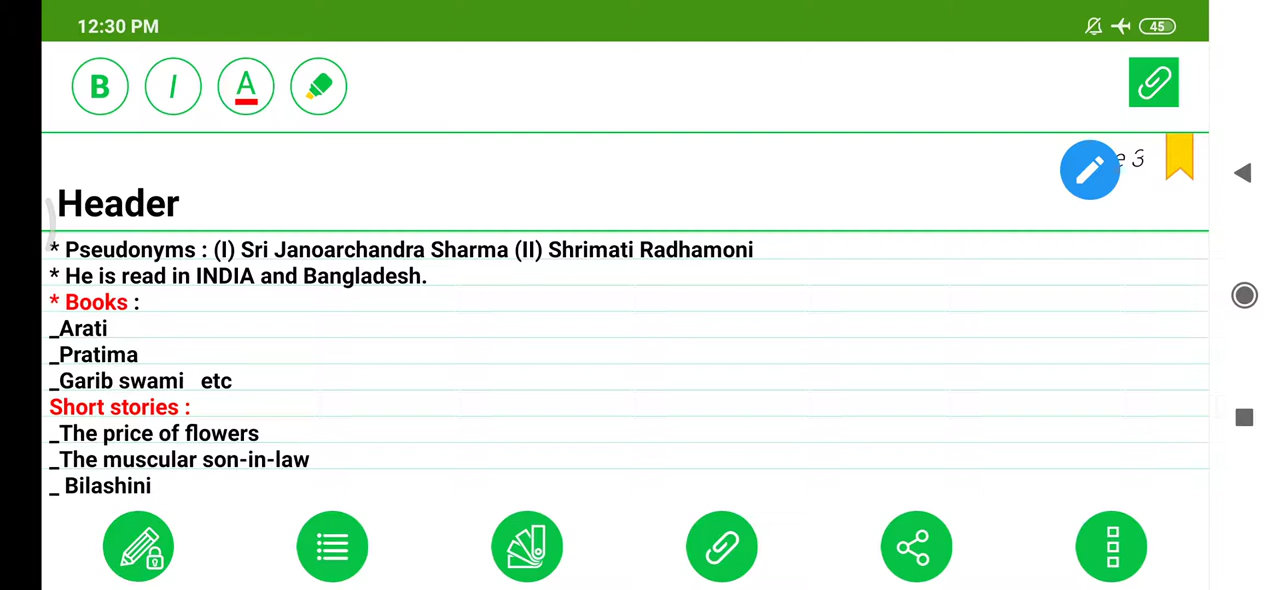 12:30 PM
45
B I A
e 3
Header
* Pseudonyms : (I) Sri Janoarchandra Sharma (II) Shrimati Radhamoni
* He is read in INDIA and Bangladesh.
* Books :
_Arati
_Pratima
_Garib swami etc
Short stories :
_The price of flowers
_The muscular son-in-law
_ Bilashini